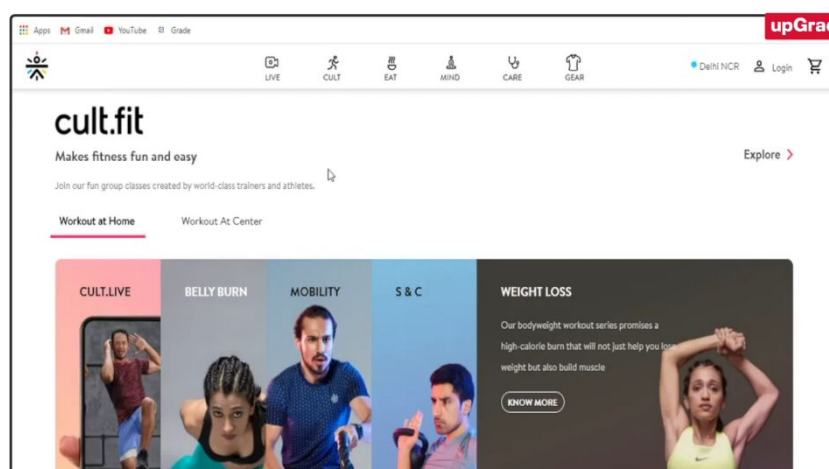 Apps Gmail YouTube Grade
upGrad
LIVE CULT EAT MIND CARE GEAR
Delhi NCR Login
cult.fit
Makes fitness fun and easy
Explore
Join our fun group classes created by world-class trainers and athletes.
Workout at Home Workout At Center
CULT.LIVE BELLY BURN MOBILITY S & C WEIGHT LOSS
Our bodyweight workout series promises a
high-calorie burn that will not just help you lose
weight but also build muscle
KNOW MORE